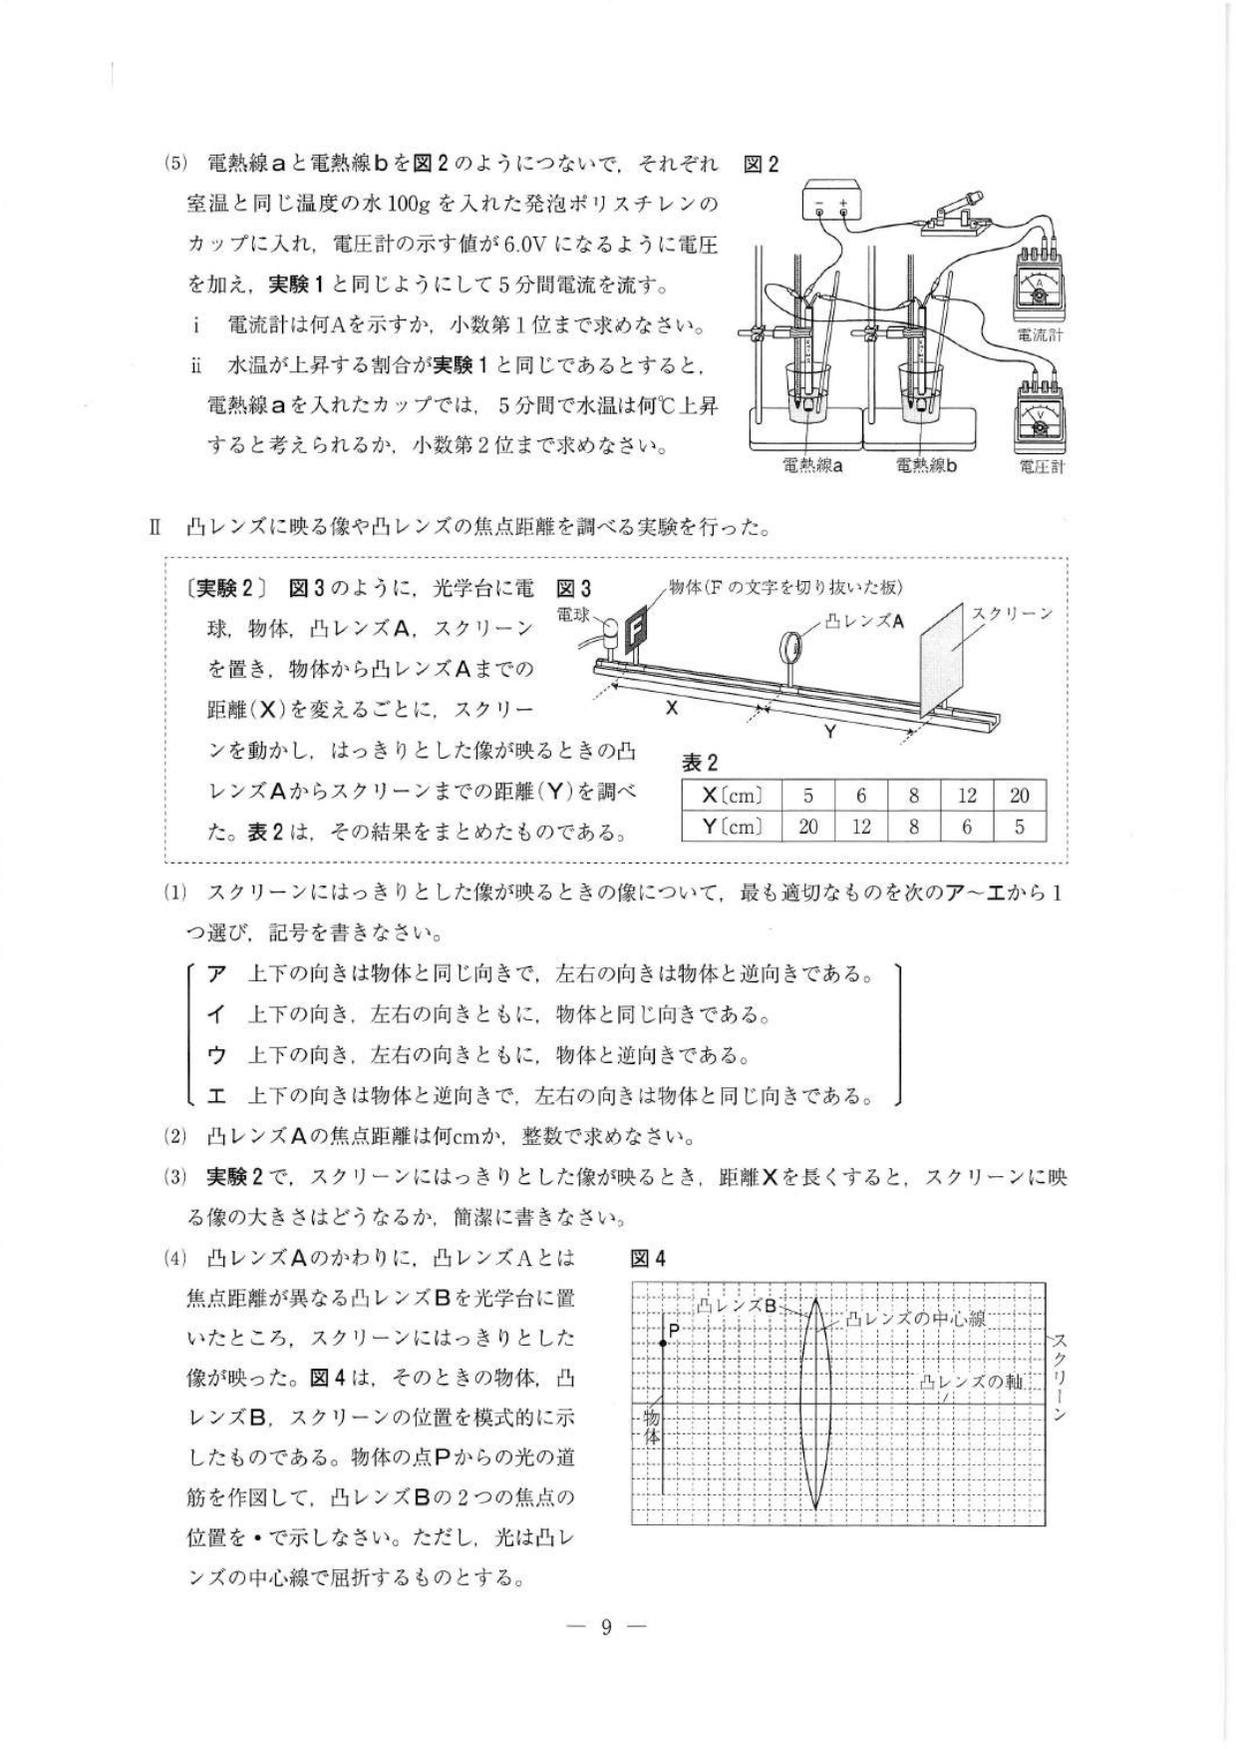 (5) 電熱線aと電熱線bを図2のようにつないで，それぞれ
室温と同じ温度の水100gを入れた発泡ポリスチレンの
カップに入れ，電圧計の示す値が6.0Vになるように電圧
を加え，実験1と同じようにして5分間電流を流す。
ⅰ 電流計は何Aを示すか，小数第1位まで求めなさい。
ⅱ 水温が上昇する割合が実験1と同じであるとすると，
電熱線aを入れたカップでは，5分間で水温は何℃上昇
すると考えられるか，小数第2位まで求めなさい。
図2
− +
A
電流計
V
電圧計
電熱線a 電熱線b
Ⅱ 凸レンズに映る像や凸レンズの焦点距離を調べる実験を行った。
〔実験2〕 図3のように，光学台に電
球，物体，凸レンズA，スクリーン
を置き，物体から凸レンズAまでの
距離(X)を変えるごとに，スクリー
ンを動かし，はっきりとした像が映るときの凸
レンズAからスクリーンまでの距離(Y)を調べ
た。表2は，その結果をまとめたものである。
図3
物体(Fの文字を切り抜いた板)
電球
F
凸レンズA
スクリーン
X
Y
表2
X〔cm〕 5 6 8 12 20
Y〔cm〕 20 12 8 6 5
(1) スクリーンにはっきりとした像が映るときの像について，最も適切なものを次のア〜エから1
つ選び，記号を書きなさい。
ア 上下の向きは物体と同じ向きで，左右の向きは物体と逆向きである。
イ 上下の向き，左右の向きともに，物体と同じ向きである。
ウ 上下の向き，左右の向きともに，物体と逆向きである。
エ 上下の向きは物体と逆向きで，左右の向きは物体と同じ向きである。
(2) 凸レンズAの焦点距離は何cmか，整数で求めなさい。
(3) 実験2で，スクリーンにはっきりとした像が映るとき，距離Xを長くすると，スクリーンに映
る像の大きさはどうなるか，簡潔に書きなさい。
(4) 凸レンズAのかわりに，凸レンズAとは
焦点距離が異なる凸レンズBを光学台に置
いたところ，スクリーンにはっきりとした
像が映った。図4は，そのときの物体，凸
レンズB，スクリーンの位置を模式的に示
したものである。物体の点Pからの光の道
筋を作図して，凸レンズBの2つの焦点の
位置を・で示しなさい。ただし，光は凸レ
ンズの中心線で屈折するものとする。
図4
凸レンズB
凸レンズの中心線
P
凸レンズの軸
物体
スクリーン
— 9 —